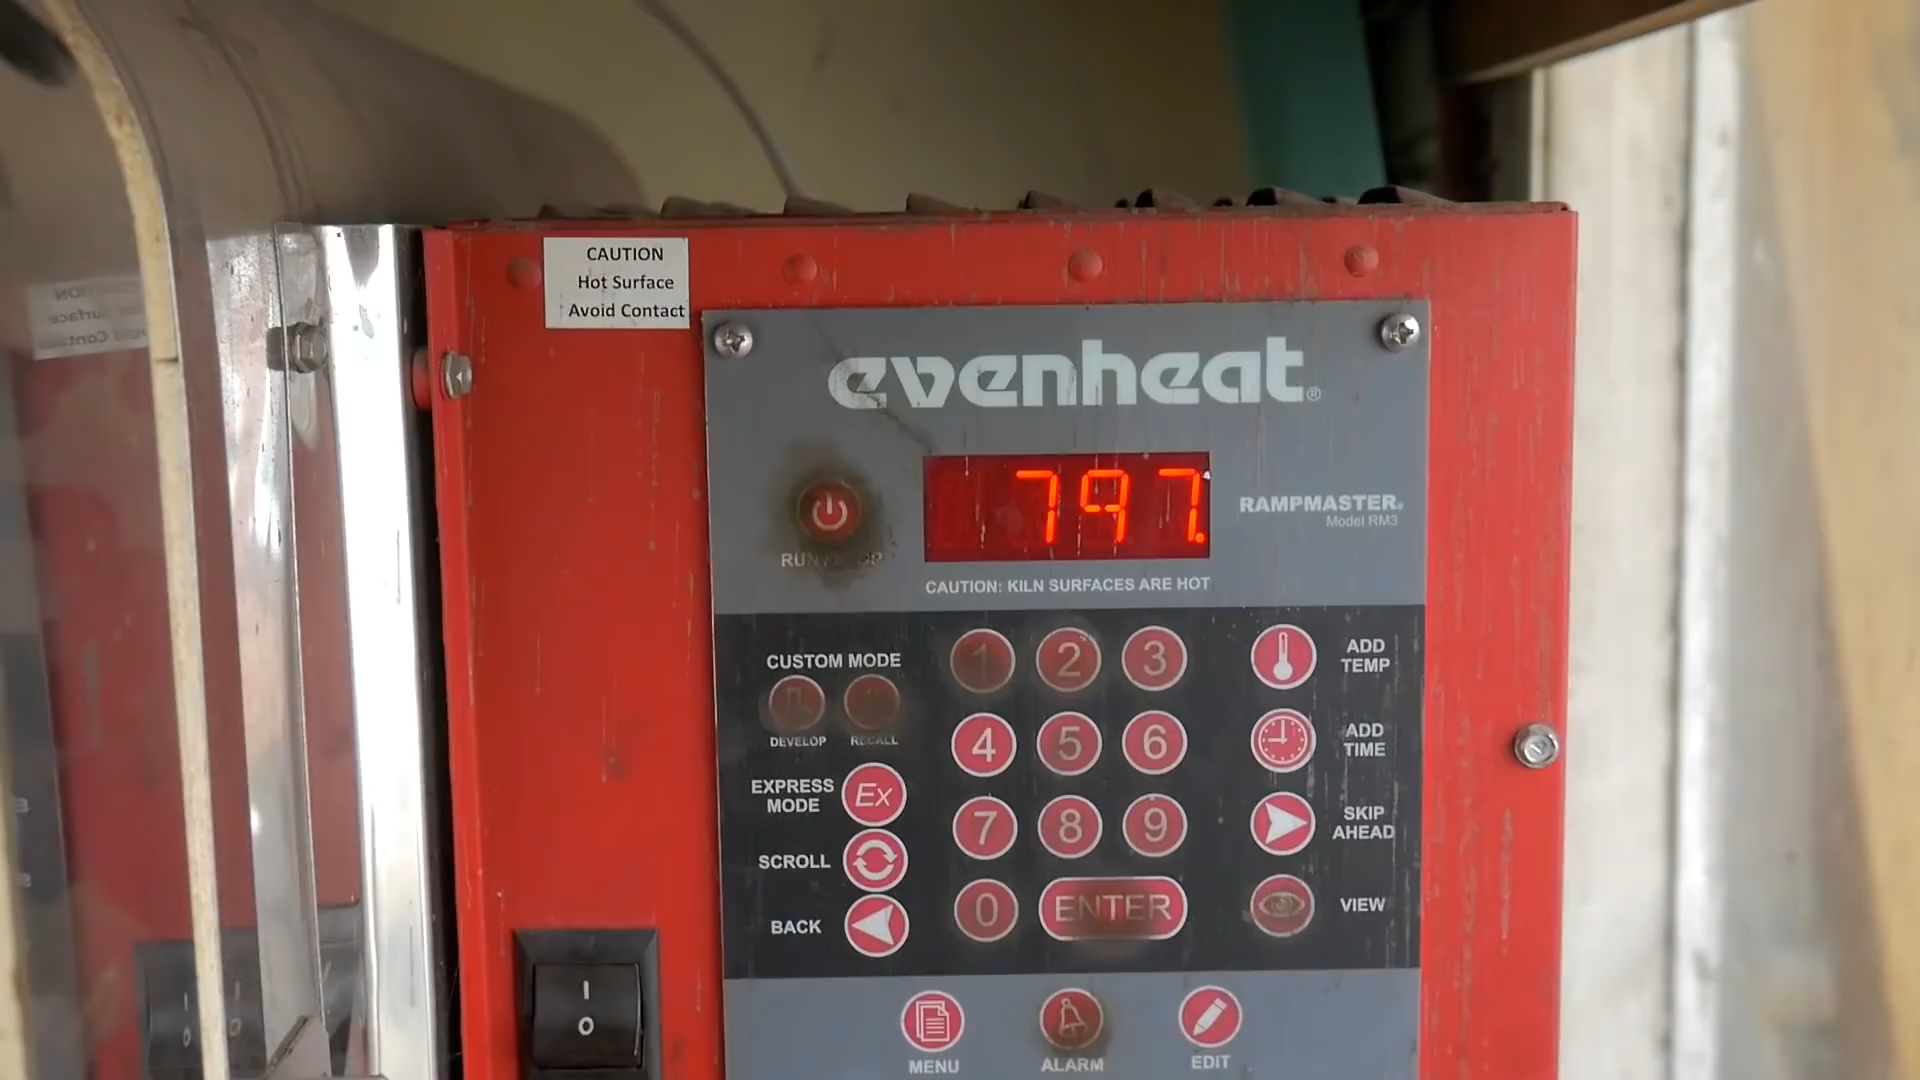 CAUTION
Hot Surface
Avoid Contact
evenheat®
797.
RAMPMASTER®
Model RM3
CAUTION: KILN SURFACES ARE HOT
CUSTOM MODE
DEVELOP
RECALL
1 2 3
4 5 6
7 8 9
0 ENTER
EXPRESS
MODE
Ex
SCROLL
BACK
ADD
TEMP
ADD
TIME
SKIP
AHEAD
VIEW
I
O
MENU
ALARM
EDIT